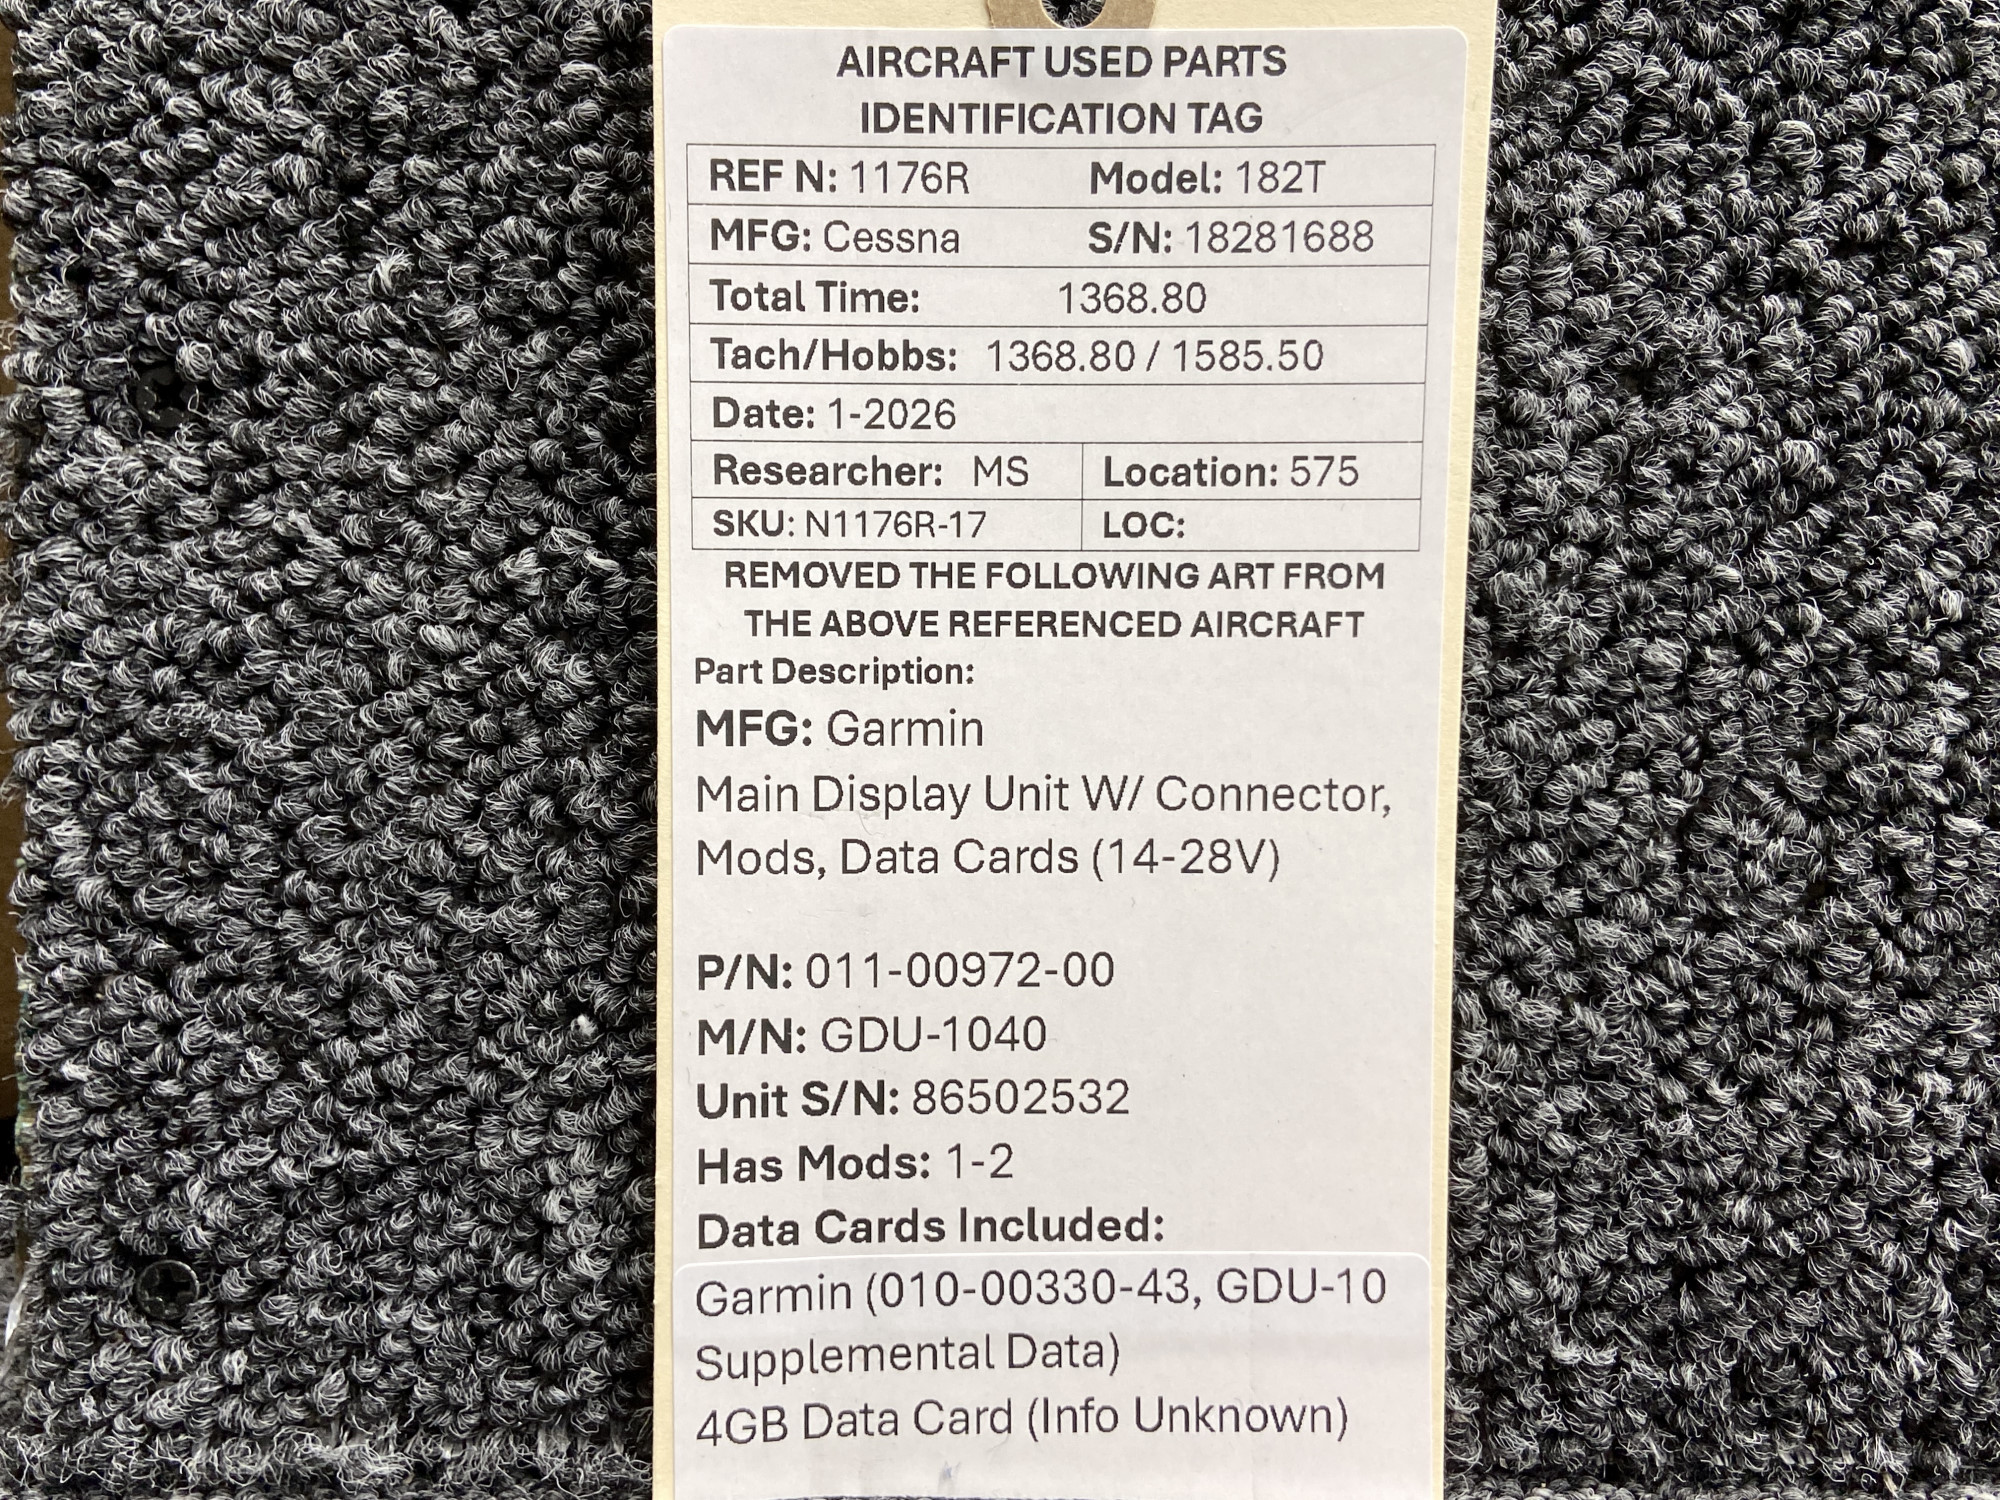 AIRCRAFT USED PARTS
IDENTIFICATION TAG
REF N: 1176R Model: 182T
MFG: Cessna S/N: 18281688
Total Time: 1368.80
Tach/Hobbs: 1368.80 / 1585.50
Date: 1-2026
Researcher: MS Location: 575
SKU: N1176R-17 LOC:
REMOVED THE FOLLOWING ART FROM
THE ABOVE REFERENCED AIRCRAFT
Part Description:
MFG: Garmin
Main Display Unit W/ Connector,
Mods, Data Cards (14-28V)
P/N: 011-00972-00
M/N: GDU-1040
Unit S/N: 86502532
Has Mods: 1-2
Data Cards Included:
Garmin (010-00330-43, GDU-10
Supplemental Data)
4GB Data Card (Info Unknown)